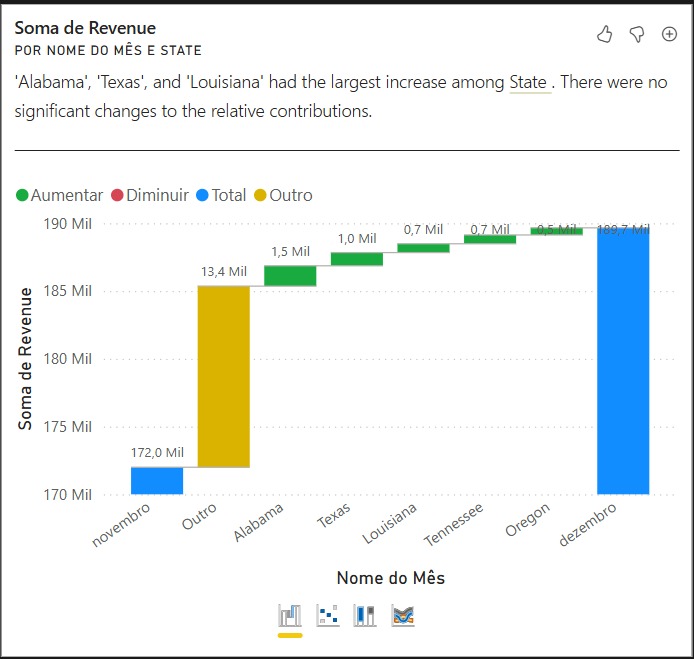 Soma de Revenue
POR NOME DO MÊS E STATE
'Alabama', 'Texas', and 'Louisiana' had the largest increase among State . There were no
significant changes to the relative contributions.
Aumentar Diminuir Total Outro
Soma de Revenue
190 Mil
185 Mil
180 Mil
175 Mil
170 Mil
172,0 Mil
13,4 Mil
1,5 Mil
1,0 Mil
0,7 Mil
0,7 Mil
0,5 Mil
189,7 Mil
novembro
Outro
Alabama
Texas
Louisiana
Tennessee
Oregon
dezembro
Nome do Mês